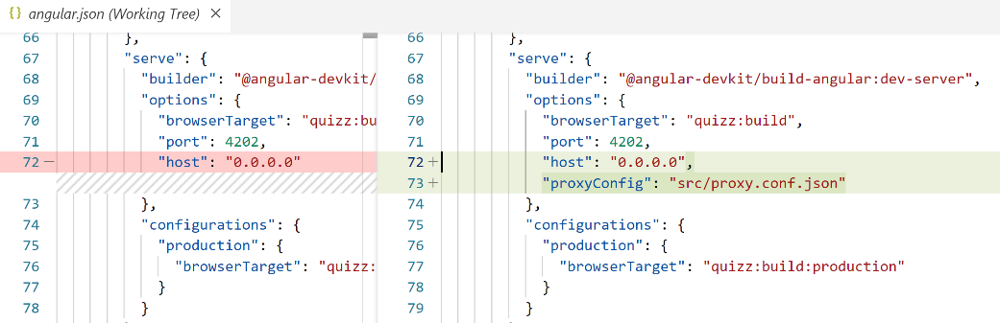 {} angular.json (Working Tree) ×
66 },
67 "serve": {
68 "builder": "@angular-devkit/
69 "options": {
70 "browserTarget": "quizz:bu
71 "port": 4202,
72 — "host": "0.0.0.0"
73 },
74 "configurations": {
75 "production": {
76 "browserTarget": "quizz:
77 }
78 }
66 },
67 "serve": {
68 "builder": "@angular-devkit/build-angular:dev-server",
69 "options": {
70 "browserTarget": "quizz:build",
71 "port": 4202,
72 + "host": "0.0.0.0",
73 + "proxyConfig": "src/proxy.conf.json"
74 },
75 "configurations": {
76 "production": {
77 "browserTarget": "quizz:build:production"
78 }
79 }